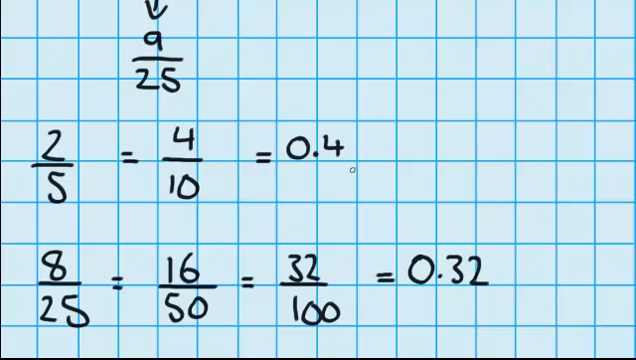 9/25
2/5 = 4/10 = 0.4
8/25 = 16/50 = 32/100 = 0.32